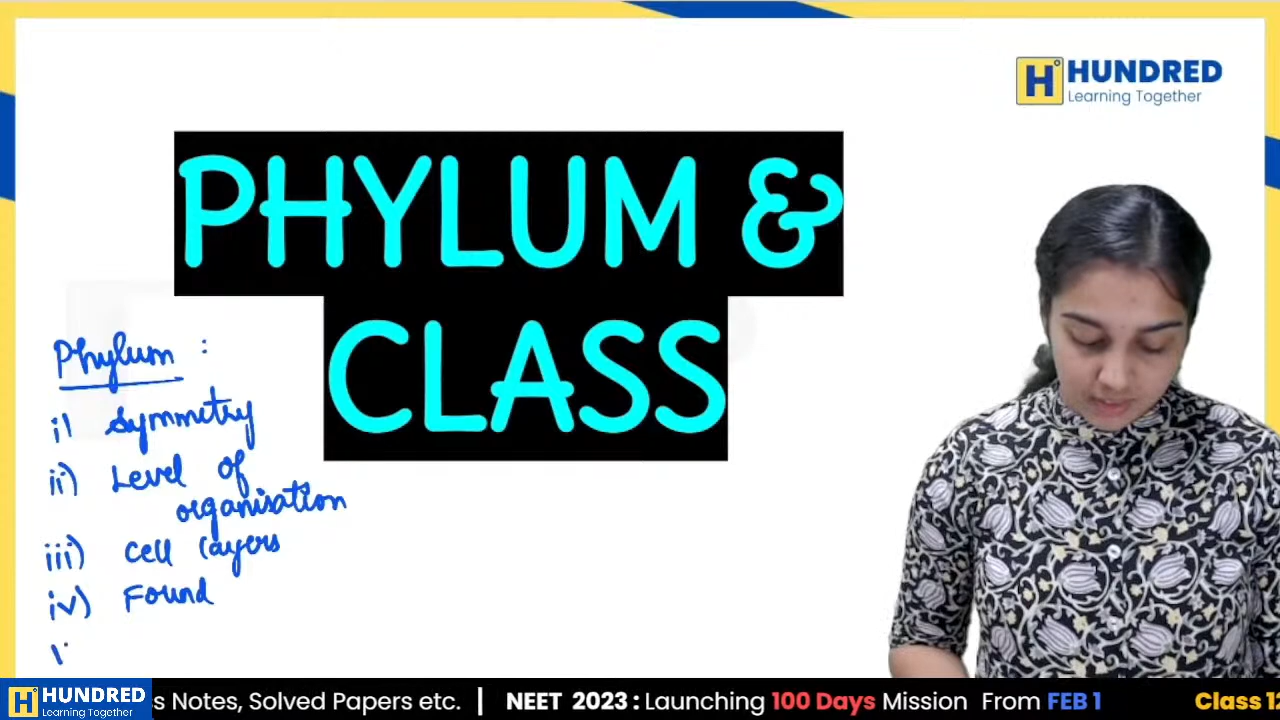 HUNDRED
Learning Together
PHYLUM &
CLASS
Phylum :
i) Symmetry
ii) Level of
organisation
iii) Cell layers
iv) Found
HUNDRED
Learning Together
s Notes, Solved Papers etc. | NEET 2023 : Launching 100 Days Mission From FEB 1 Class 12